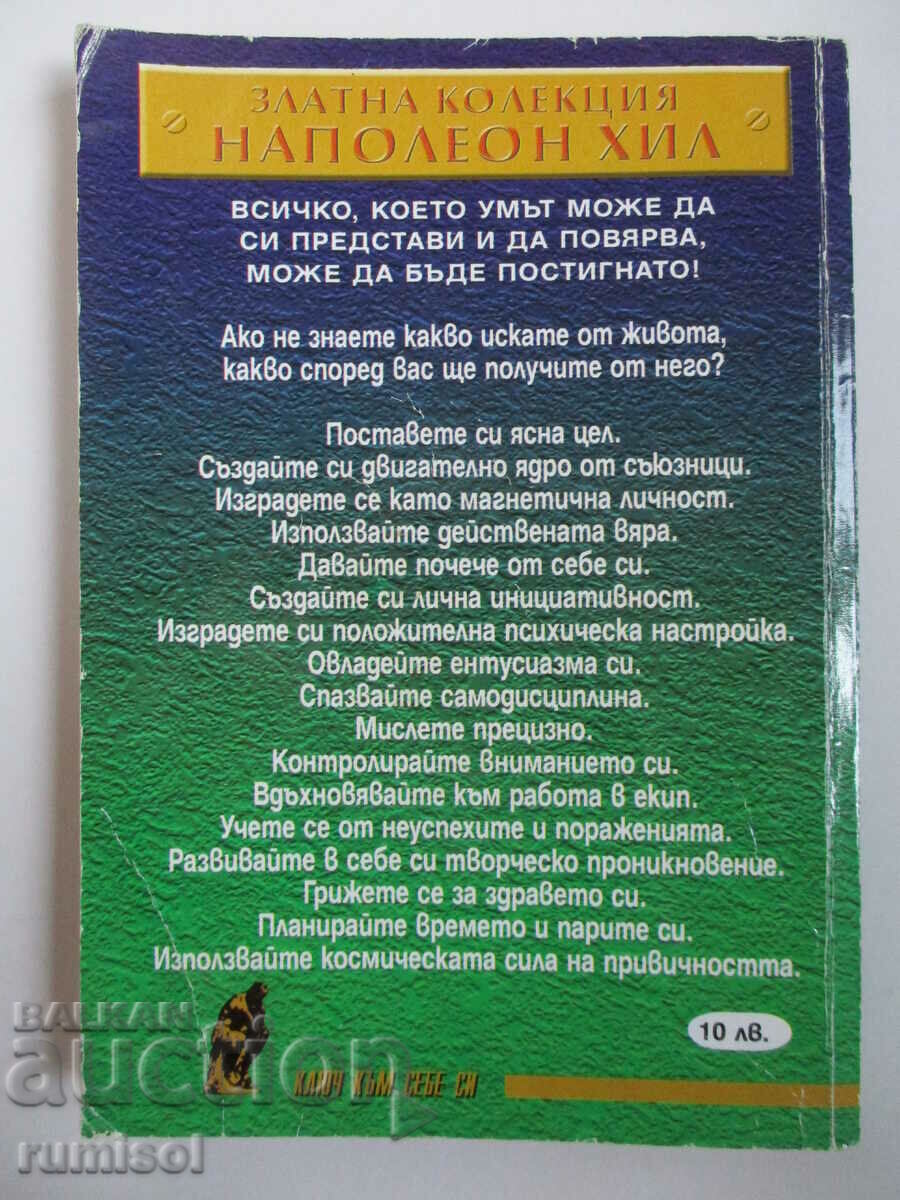 ЗЛАТНА КОЛЕКЦИЯ
НАПОЛЕОН ХИЛ
ВСИЧКО, КОЕТО УМЪТ МОЖЕ ДА
СИ ПРЕДСТАВИ И ДА ПОВЯРВА,
МОЖЕ ДА БЪДЕ ПОСТИГНАТО!
Ако не знаете какво искате от живота,
какво според вас ще получите от него?
Поставете си ясна цел.
Създайте си двигателно ядро от съюзници.
Изградете се като магнетична личност.
Използвайте действената вяра.
Давайте почече от себе си.
Създайте си лична инициативност.
Изградете си положителна психическа настройка.
Овладейте ентусиазма си.
Спазвайте самодисциплина.
Мислете прецизно.
Контролирайте вниманието си.
Вдъхновявайте към работа в екип.
Учете се от неуспехите и пораженията.
Развивайте в себе си творческо проникновение.
Грижете се за здравето си.
Планирайте времето и парите си.
Използвайте космическата сила на привичността.
BALKAN
auction
10 лв.
КЛЮЧ КЪМ СЕБЕ СИ
rumisol